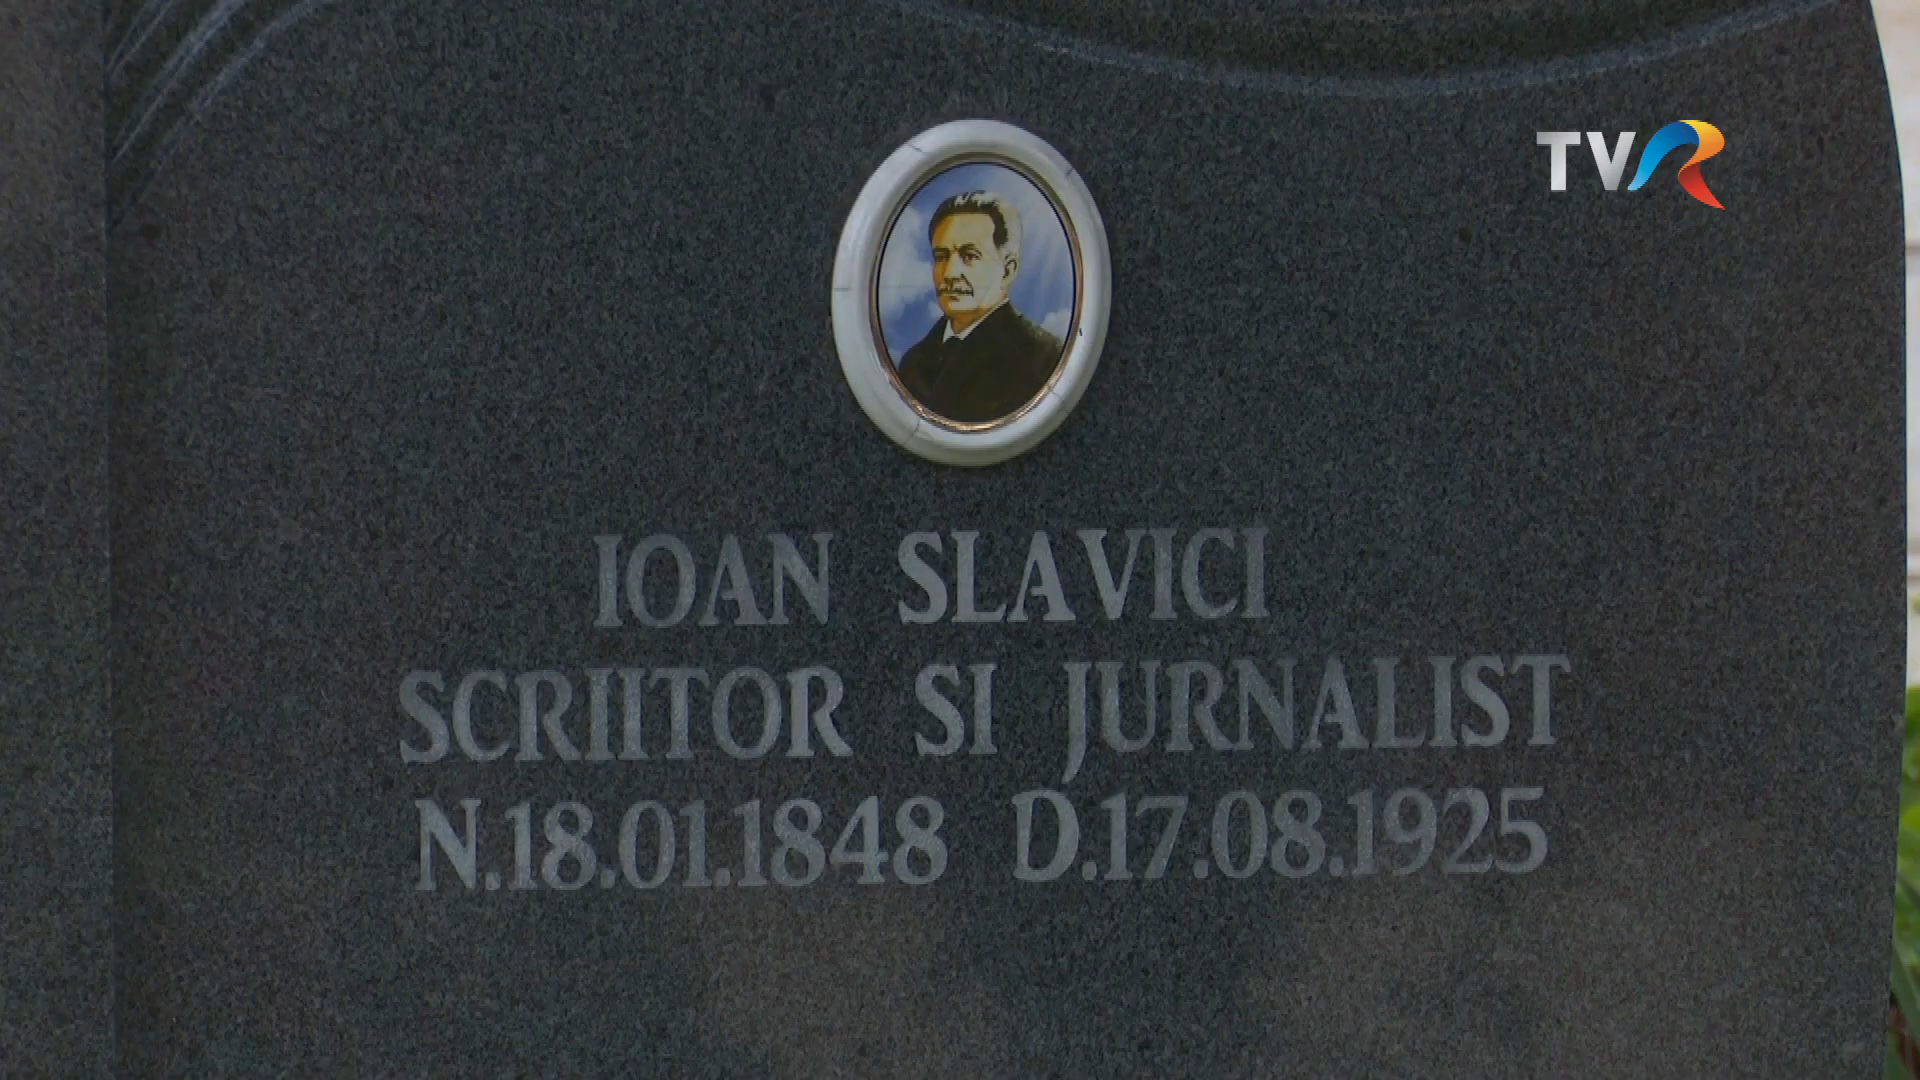 TVR
IOAN SLAVICI
SCRIITOR SI JURNALIST
N.18.01.1848 D.17.08.1925